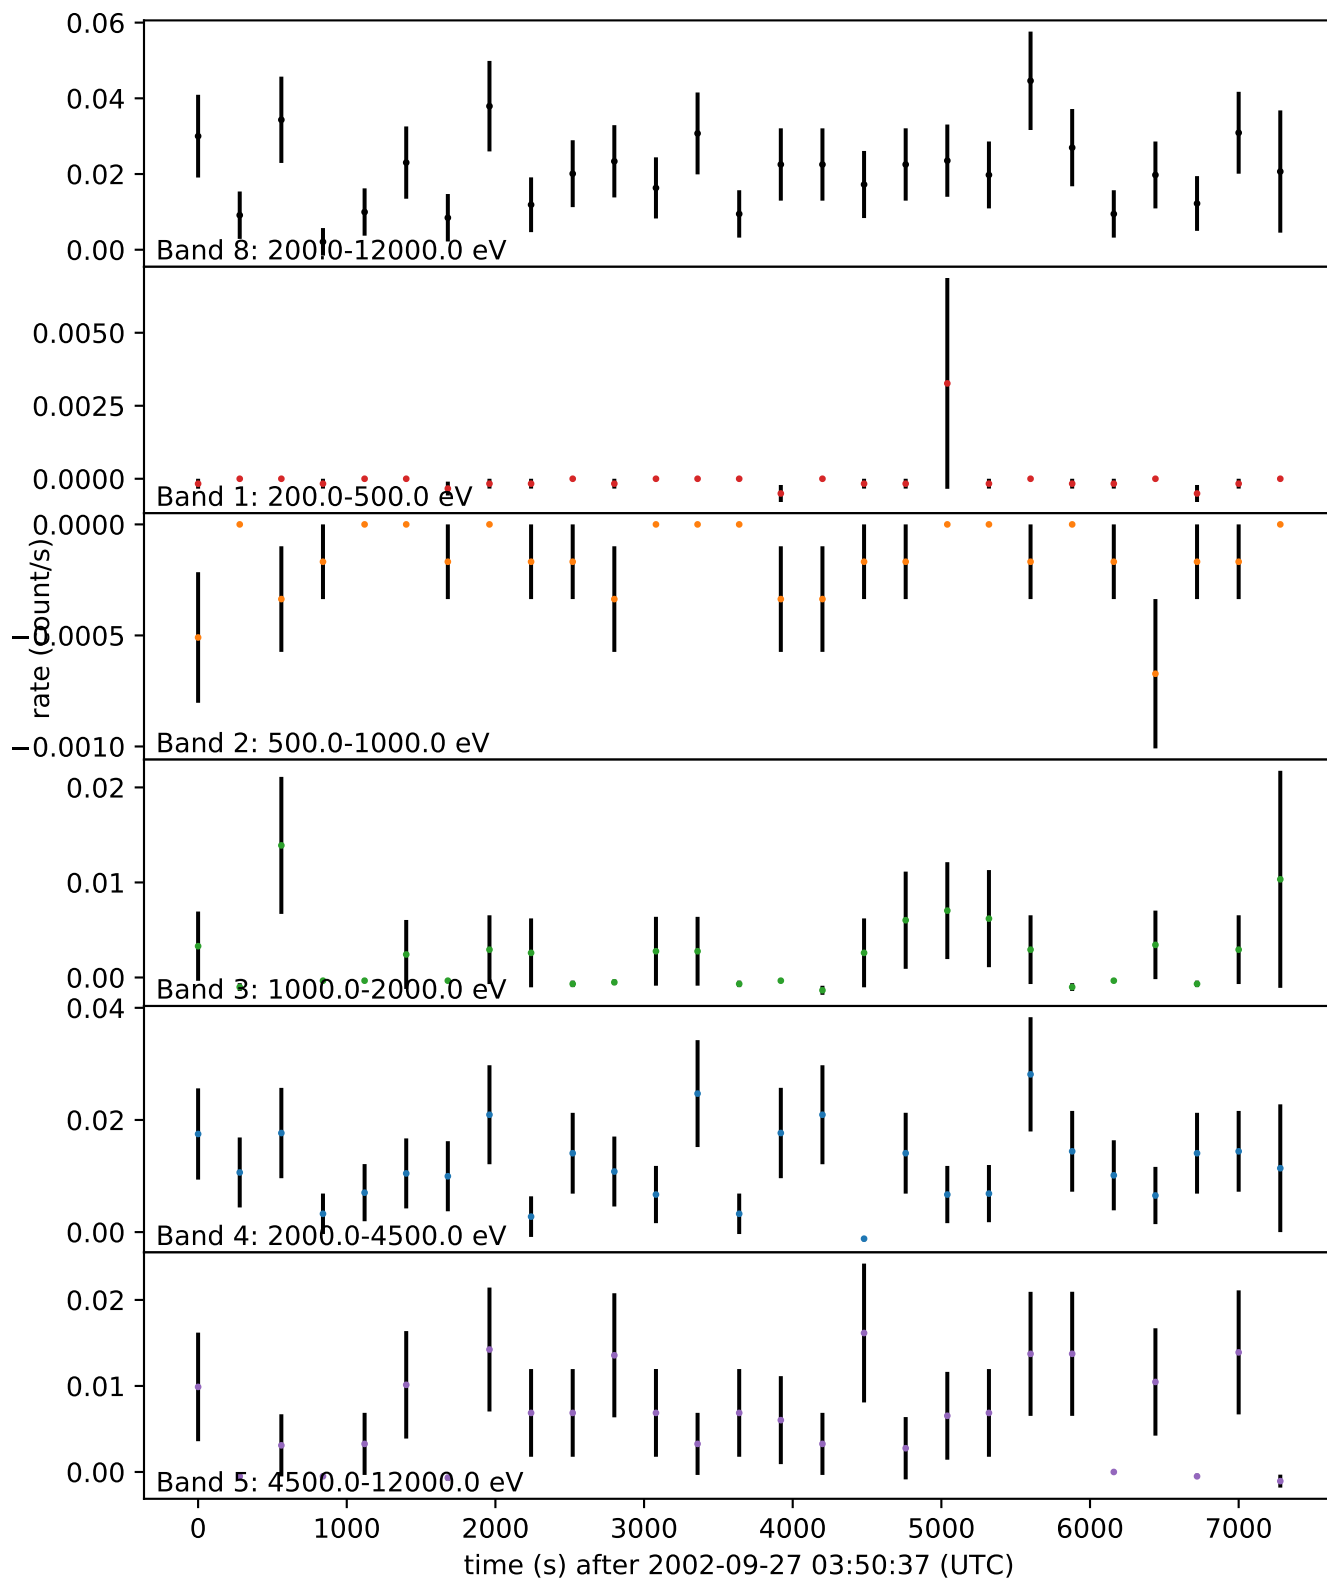 0.06
0.04
0.02
0.00
Band 8: 200.0-12000.0 eV
0.0050
0.0025
0.0000
Band 1: 200.0-500.0 eV
0.0000
−0.0005
−0.0010
Band 2: 500.0-1000.0 eV
rate (count/s)
0.02
0.01
0.00
Band 3: 1000.0-2000.0 eV
0.04
0.02
0.00
Band 4: 2000.0-4500.0 eV
0.02
0.01
0.00
Band 5: 4500.0-12000.0 eV
0 1000 2000 3000 4000 5000 6000 7000
time (s) after 2002-09-27 03:50:37 (UTC)